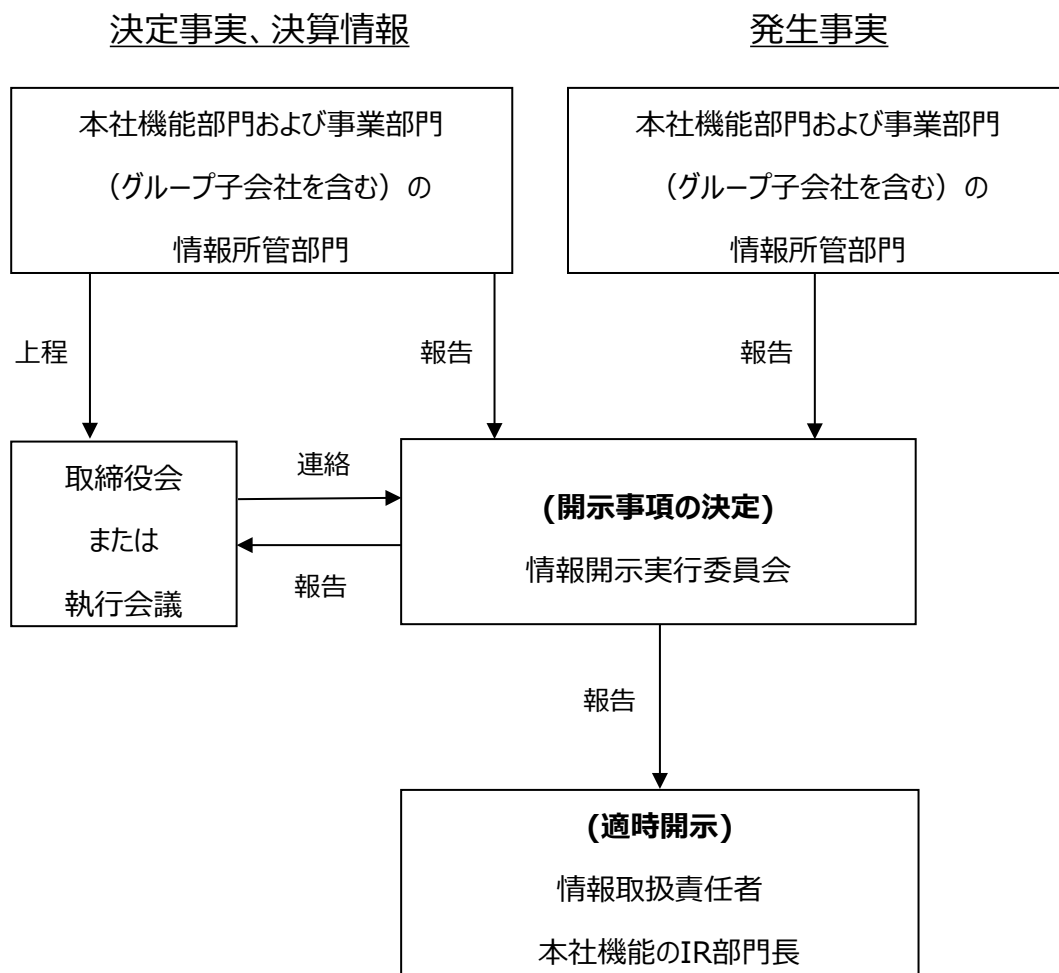 決定事実、決算情報
発生事実
本社機能部門および事業部門
（グループ子会社を含む）の
情報所管部門
本社機能部門および事業部門
（グループ子会社を含む）の
情報所管部門
上程
報告
報告
取締役会
または
執行会議
連絡
報告
(開示事項の決定)
情報開示実行委員会
報告
(適時開示)
情報取扱責任者
本社機能のIR部門長